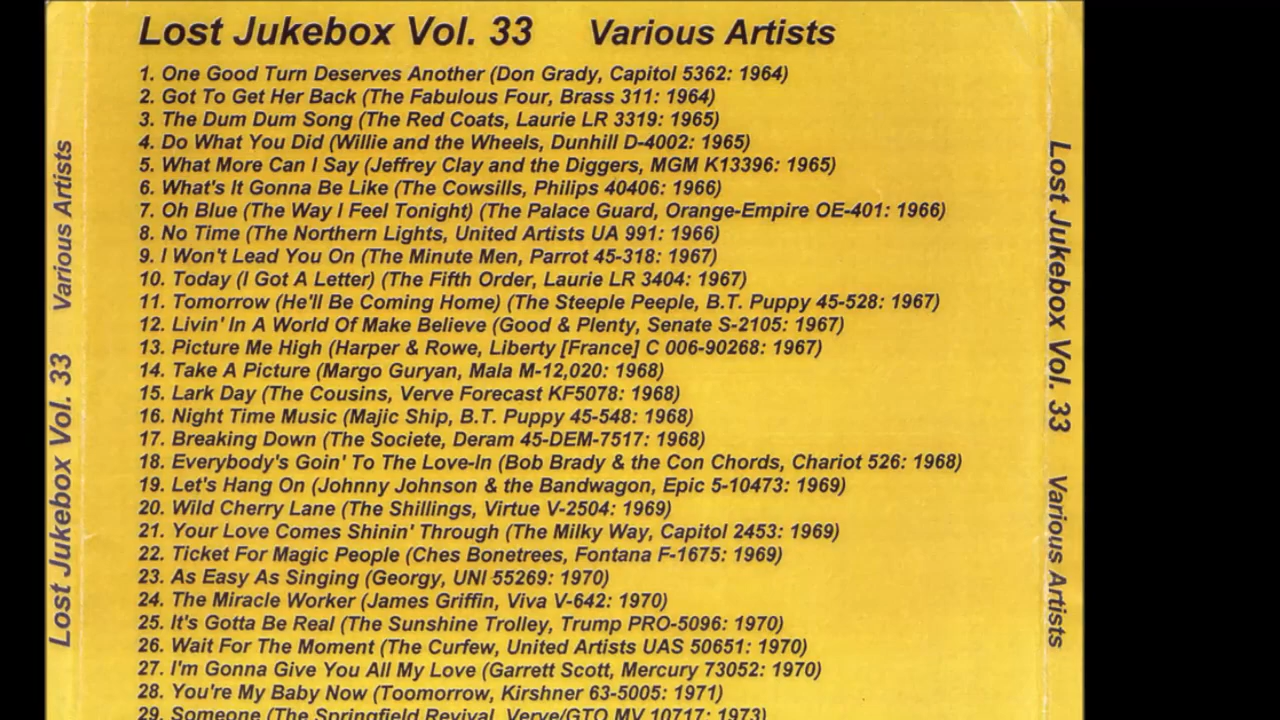 Lost Jukebox Vol. 33 Various Artists
1. One Good Turn Deserves Another (Don Grady, Capitol 5362: 1964)
2. Got To Get Her Back (The Fabulous Four, Brass 311: 1964)
3. The Dum Dum Song (The Red Coats, Laurie LR 3319: 1965)
4. Do What You Did (Willie and the Wheels, Dunhill D-4002: 1965)
5. What More Can I Say (Jeffrey Clay and the Diggers, MGM K13396: 1965)
6. What's It Gonna Be Like (The Cowsills, Philips 40406: 1966)
7. Oh Blue (The Way I Feel Tonight) (The Palace Guard, Orange-Empire OE-401: 1966)
8. No Time (The Northern Lights, United Artists UA 991: 1966)
9. I Won't Lead You On (The Minute Men, Parrot 45-318: 1967)
10. Today (I Got A Letter) (The Fifth Order, Laurie LR 3404: 1967)
11. Tomorrow (He'll Be Coming Home) (The Steeple Peeple, B.T. Puppy 45-528: 1967)
12. Livin' In A World Of Make Believe (Good & Plenty, Senate S-2105: 1967)
13. Picture Me High (Harper & Rowe, Liberty [France] C 006-90268: 1967)
14. Take A Picture (Margo Guryan, Mala M-12,020: 1968)
15. Lark Day (The Cousins, Verve Forecast KF5078: 1968)
16. Night Time Music (Majic Ship, B.T. Puppy 45-548: 1968)
17. Breaking Down (The Societe, Deram 45-DEM-7517: 1968)
18. Everybody's Goin' To The Love-In (Bob Brady & the Con Chords, Chariot 526: 1968)
19. Let's Hang On (Johnny Johnson & the Bandwagon, Epic 5-10473: 1969)
20. Wild Cherry Lane (The Shillings, Virtue V-2504: 1969)
21. Your Love Comes Shinin' Through (The Milky Way, Capitol 2453: 1969)
22. Ticket For Magic People (Ches Bonetrees, Fontana F-1675: 1969)
23. As Easy As Singing (Georgy, UNI 55269: 1970)
24. The Miracle Worker (James Griffin, Viva V-642: 1970)
25. It's Gotta Be Real (The Sunshine Trolley, Trump PRO-5096: 1970)
26. Wait For The Moment (The Curfew, United Artists UAS 50651: 1970)
27. I'm Gonna Give You All My Love (Garrett Scott, Mercury 73052: 1970)
28. You're My Baby Now (Toomorrow, Kirshner 63-5005: 1971)
29. Someone (The Springfield Revival, Verve/GTO MV 10717: 1973)
Lost Jukebox Vol. 33 Various Artists
Lost Jukebox Vol. 33 Various Artists